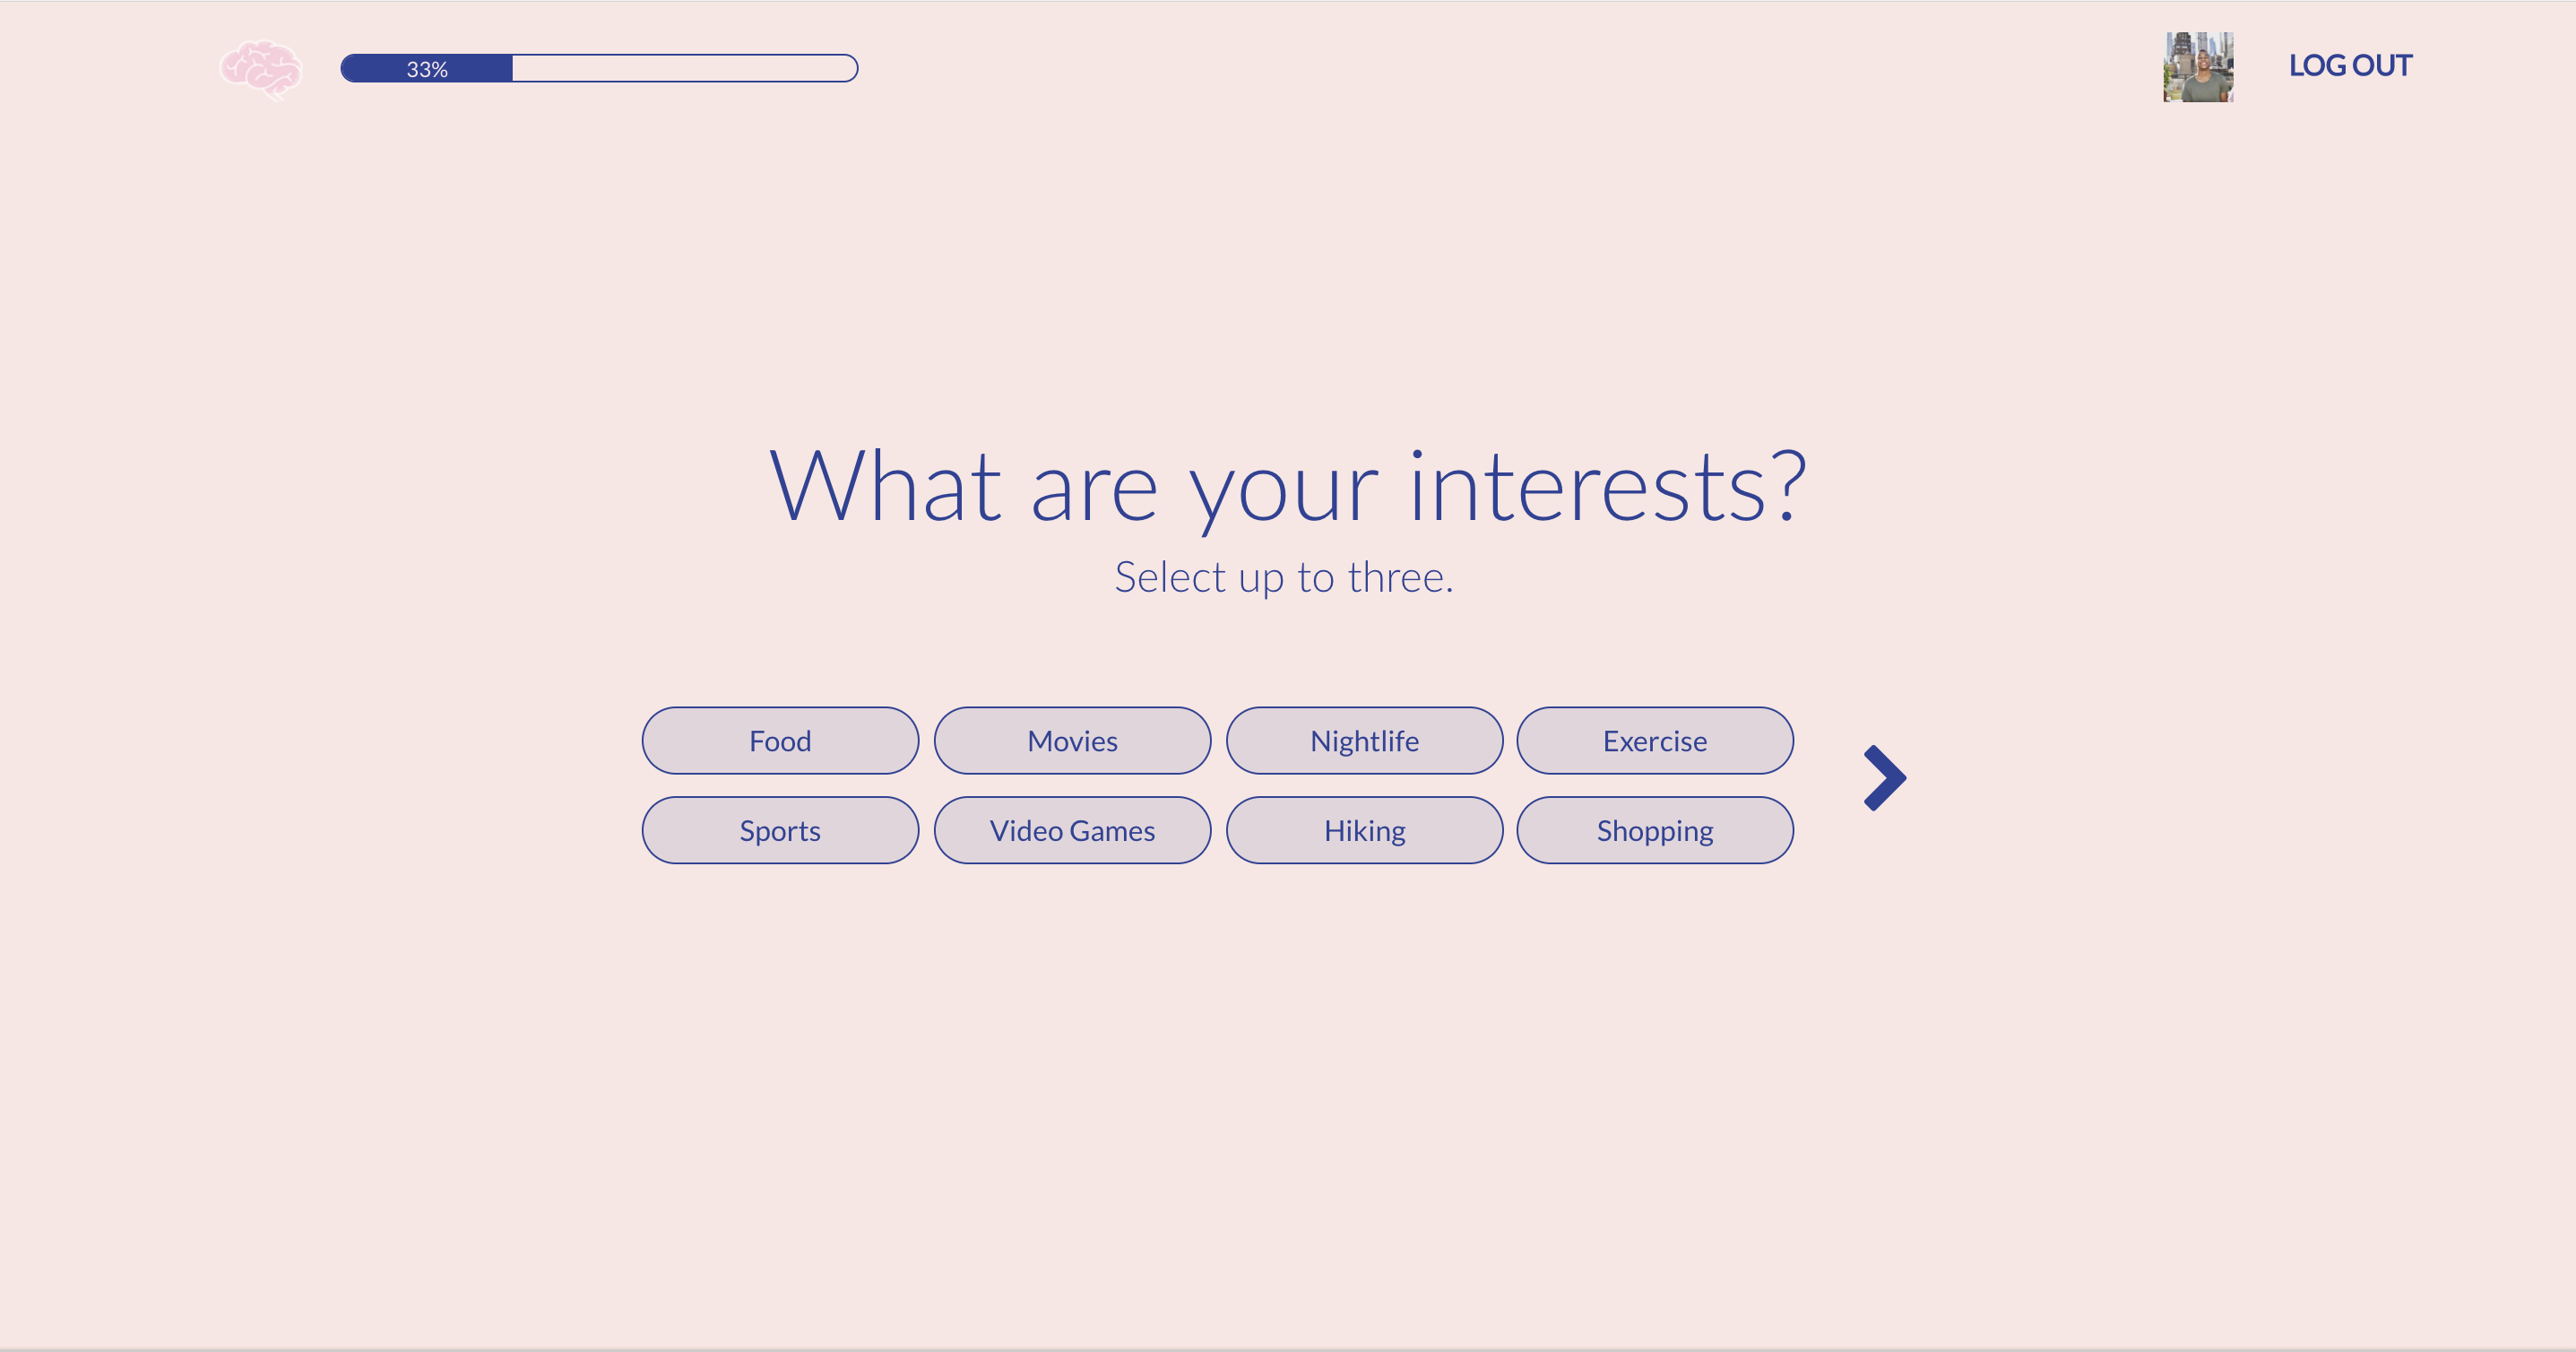 33%
LOG OUT
What are your interests?
Select up to three.
Food
Movies
Nightlife
Exercise
Sports
Video Games
Hiking
Shopping